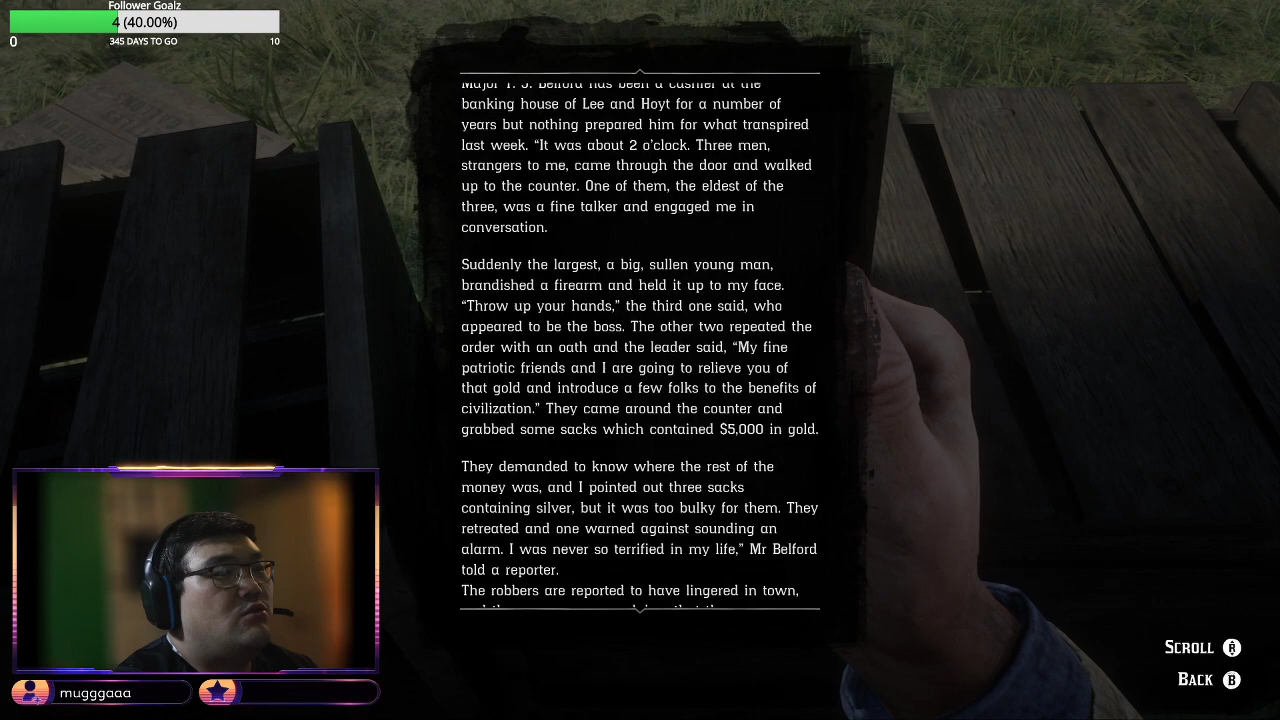 Follower Goalz
4 (40.00%)
0
345 DAYS TO GO
10
Major T. J. Belford has been a cashier at the
banking house of Lee and Hoyt for a number of
years but nothing prepared him for what transpired
last week. “It was about 2 o’clock. Three men,
strangers to me, came through the door and walked
up to the counter. One of them, the eldest of the
three, was a fine talker and engaged me in
conversation.
Suddenly the largest, a big, sullen young man,
brandished a firearm and held it up to my face.
“Throw up your hands,” the third one said, who
appeared to be the boss. The other two repeated the
order with an oath and the leader said, “My fine
patriotic friends and I are going to relieve you of
that gold and introduce a few folks to the benefits of
civilization.” They came around the counter and
grabbed some sacks which contained $5,000 in gold.
They demanded to know where the rest of the
money was, and I pointed out three sacks
containing silver, but it was too bulky for them. They
retreated and one warned against sounding an
alarm. I was never so terrified in my life,” Mr Belford
told a reporter.
The robbers are reported to have lingered in town,
SCROLL R
BACK B
mugggaaa